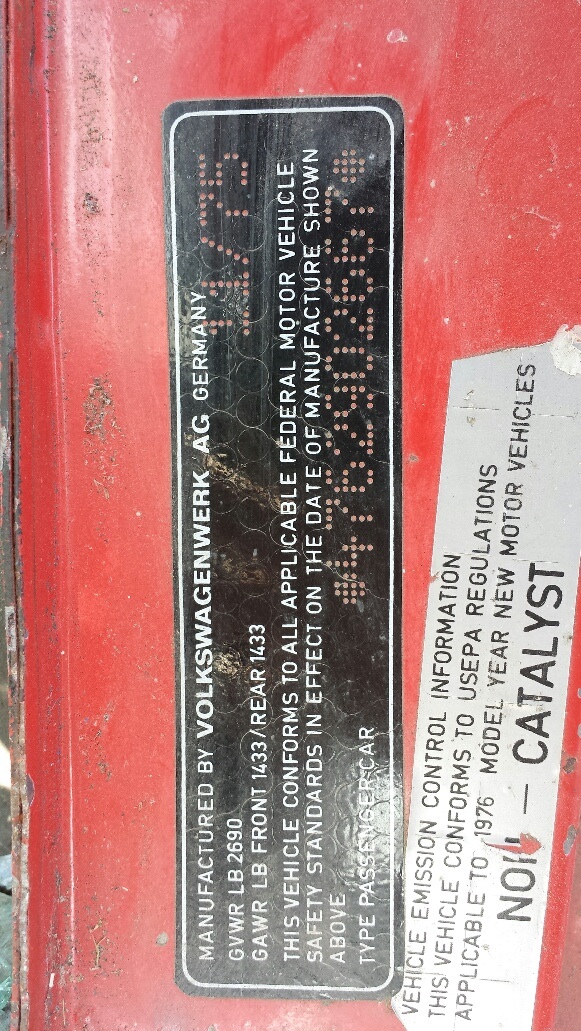 MANUFACTURED BY VOLKSWAGENWERK AG GERMANY
GVWR LB 2690 11/75
GAWR LB FRONT 1433/REAR 1433
THIS VEHICLE CONFORMS TO ALL APPLICABLE FEDERAL MOTOR VEHICLE
SAFETY STANDARDS IN EFFECT ON THE DATE OF MANUFACTURE SHOWN
ABOVE
TYPE PASSENGER CAR
VEHICLE EMISSION CONTROL INFORMATION
THIS VEHICLE CONFORMS TO USEPA REGULATIONS
APPLICABLE TO 1976 MODEL YEAR NEW MOTOR VEHICLES
NON — CATALYST